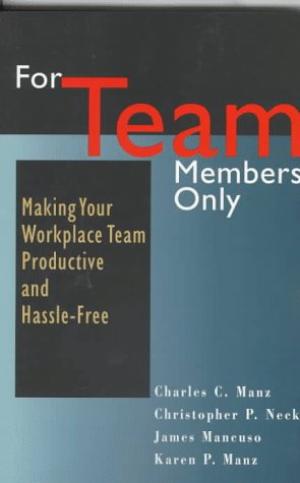 For
Team
Members
Only
Making Your
Workplace Team
Productive
and
Hassle-Free
Charles C. Manz
Christopher P. Neck
James Mancuso
Karen P. Manz